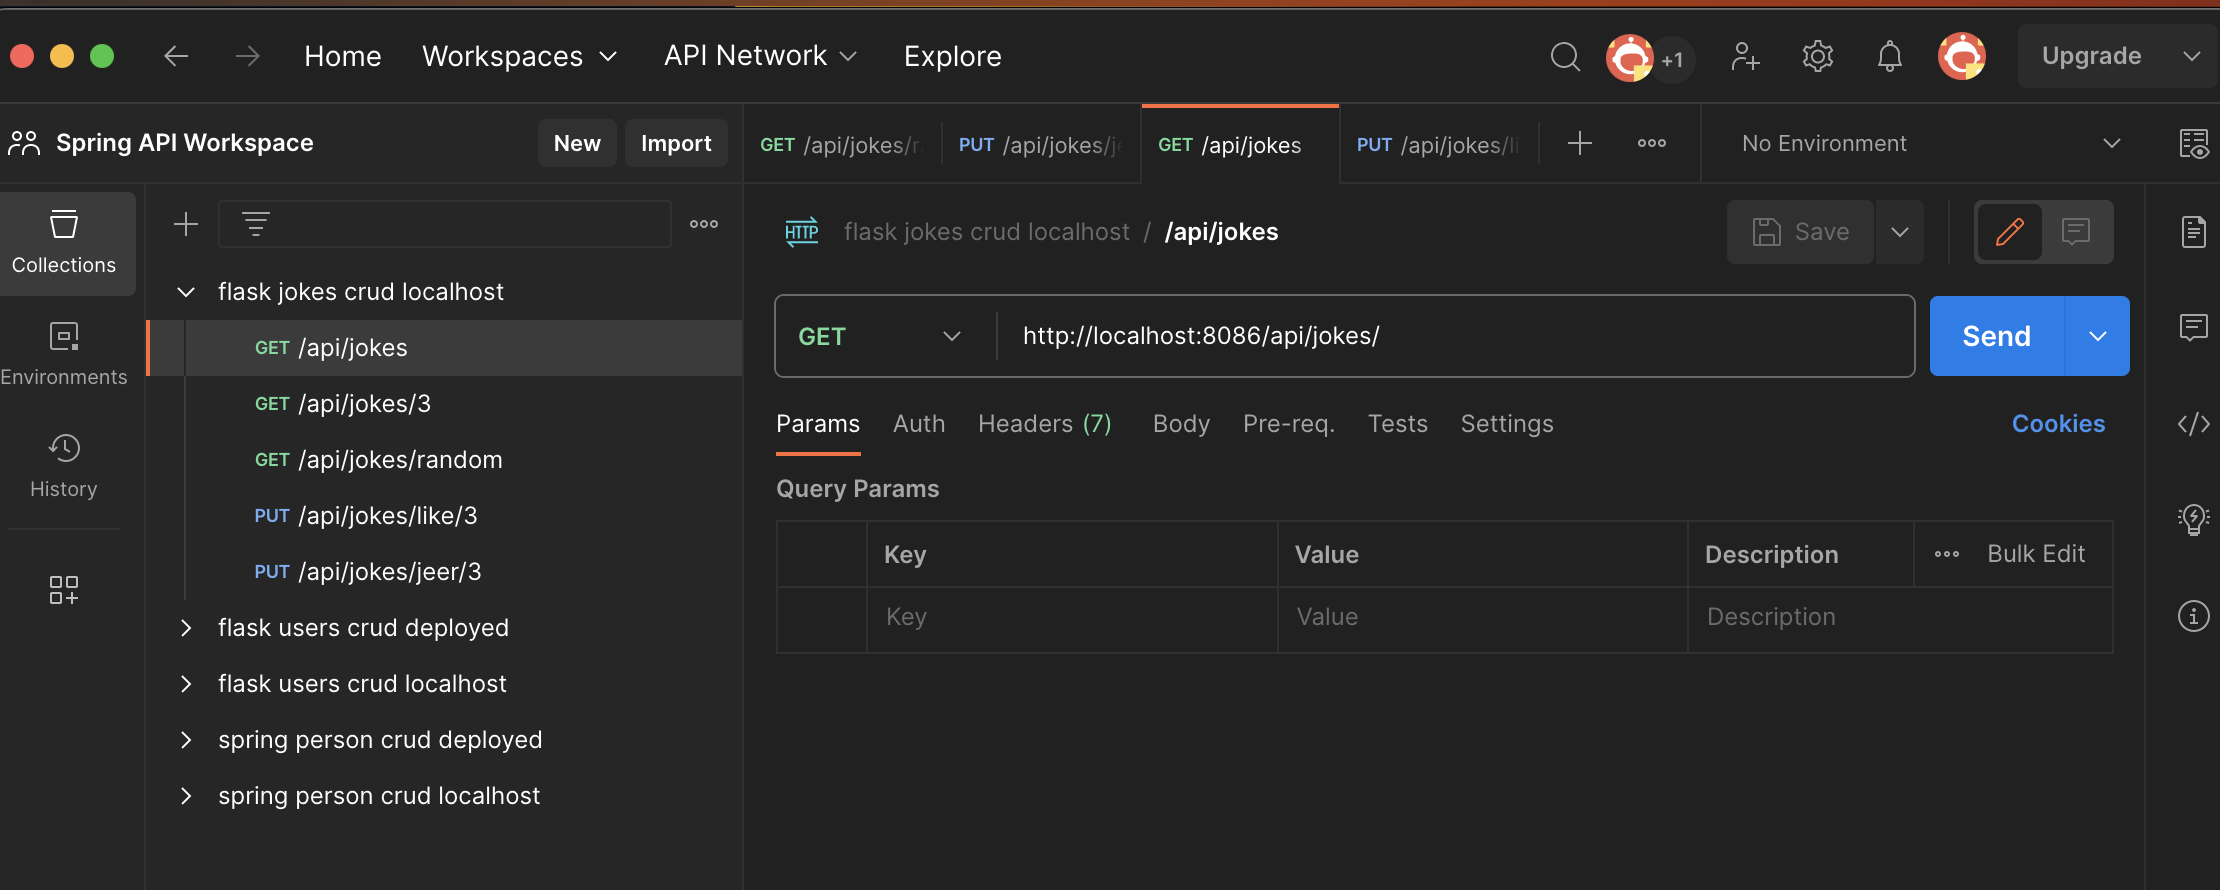 Home Workspaces API Network Explore +1 Upgrade
Spring API Workspace New Import
GET /api/jokes/r PUT /api/jokes/j GET /api/jokes PUT /api/jokes/li No Environment
Collections
Environments
History
flask jokes crud localhost
GET /api/jokes
GET /api/jokes/3
GET /api/jokes/random
PUT /api/jokes/like/3
PUT /api/jokes/jeer/3
flask users crud deployed
flask users crud localhost
spring person crud deployed
spring person crud localhost
HTTP flask jokes crud localhost / /api/jokes Save
GET http://localhost:8086/api/jokes/ Send
Params Auth Headers (7) Body Pre-req. Tests Settings Cookies
Query Params
Key Value Description Bulk Edit
Key Value Description